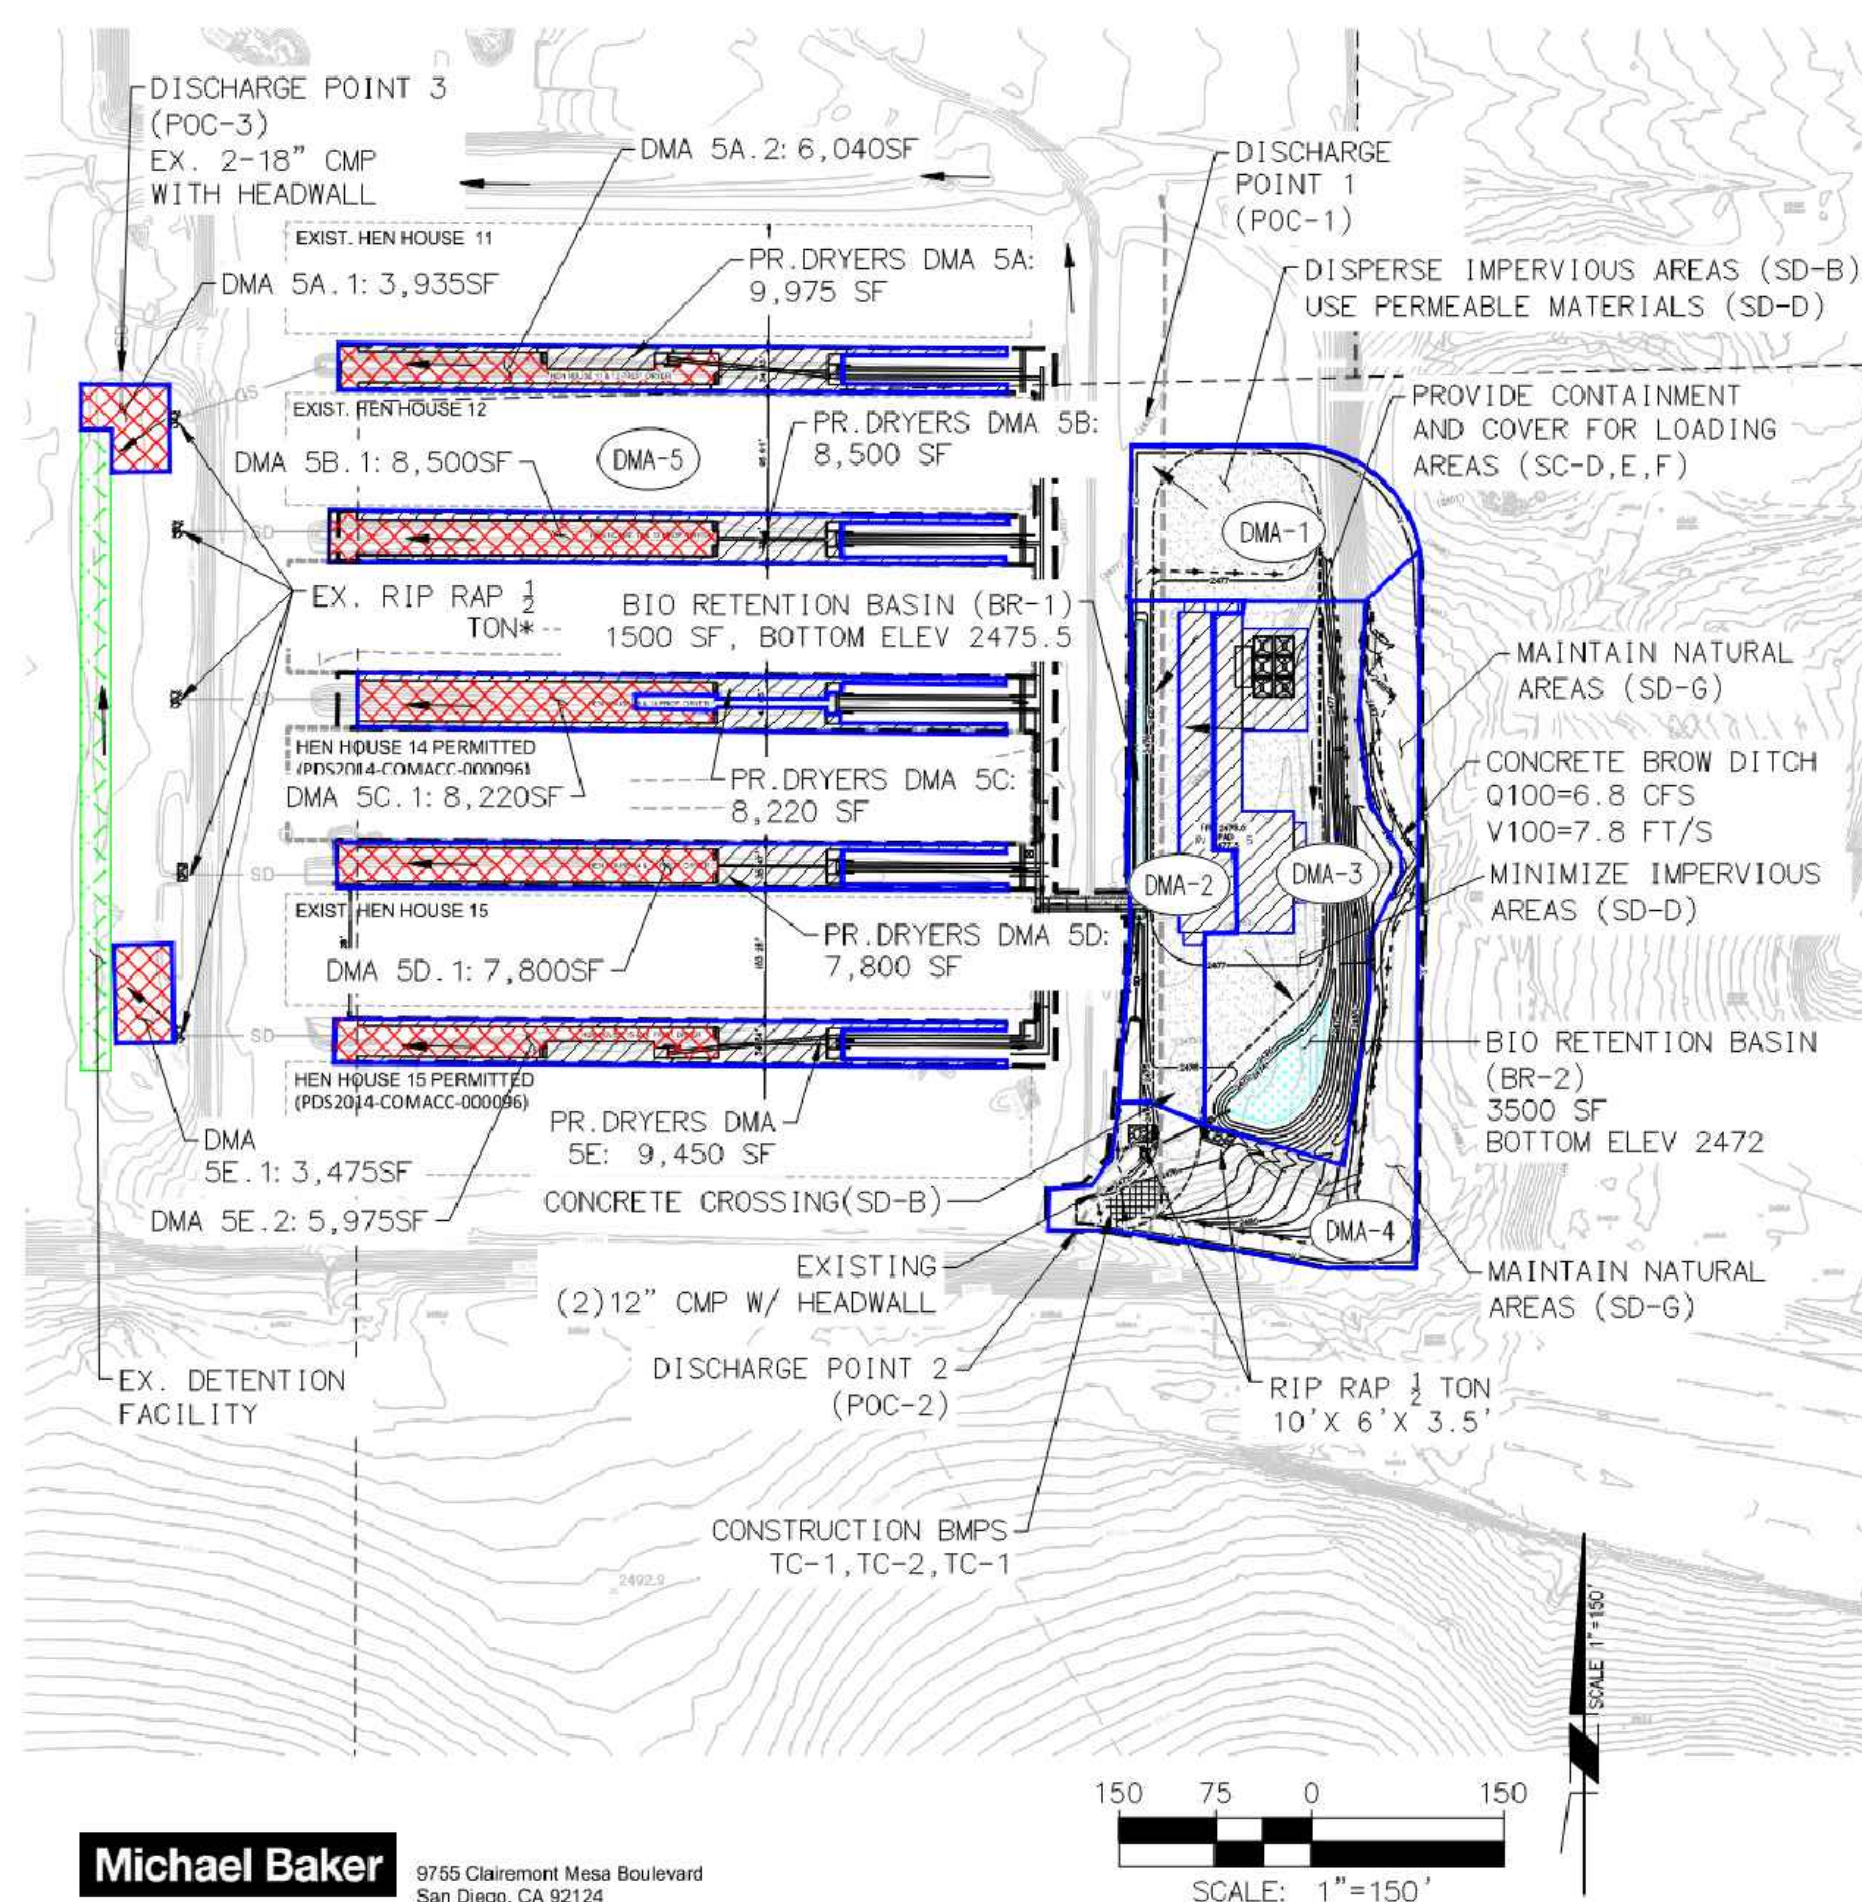 DISCHARGE POINT 3
(POC-3)
EX. 2-18" CMP
WITH HEADWALL
DMA 5A.2: 6,040SF
DISCHARGE
POINT 1
(POC-1)
EXIST. HEN HOUSE 11
DMA 5A.1: 3,935SF
PR.DRYERS DMA 5A:
9,975 SF
DISPERSE IMPERVIOUS AREAS (SD-B)
USE PERMEABLE MATERIALS (SD-D)
EXIST. HEN HOUSE 12
PR.DRYERS DMA 5B:
8,500 SF
PROVIDE CONTAINMENT
AND COVER FOR LOADING
AREAS (SC-D,E,F)
DMA 5B.1: 8,500SF
DMA-5
DMA-1
SD
2477
EX. RIP RAP 1/2
TON*
BIO RETENTION BASIN (BR-1)
1500 SF, BOTTOM ELEV 2475.5
MAINTAIN NATURAL
AREAS (SD-G)
SD
HEN HOUSE 14 PERMITTED
(PDS2014-COMACC-000096)
DMA 5C.1: 8,220SF
PR.DRYERS DMA 5C:
8,220 SF
CONCRETE BROW DITCH
Q100=6.8 CFS
V100=7.8 FT/S
SD
DMA-2
DMA-3
MINIMIZE IMPERVIOUS
AREAS (SD-D)
EXIST. HEN HOUSE 15
PR.DRYERS DMA 5D:
7,800 SF
DMA 5D.1: 7,800SF
2477
SD
HEN HOUSE 15 PERMITTED
(PDS2014-COMACC-000096)
BIO RETENTION BASIN
(BR-2)
3500 SF
BOTTOM ELEV 2472
DMA
5E.1: 3,475SF
PR.DRYERS DMA
5E: 9,450 SF
DMA 5E.2: 5,975SF
CONCRETE CROSSING(SD-B)
DMA-4
EXISTING
(2)12" CMP W/ HEADWALL
MAINTAIN NATURAL
AREAS (SD-G)
EX. DETENTION
FACILITY
DISCHARGE POINT 2
(POC-2)
RIP RAP 1/2 TON
10'X 6'X 3.5'
CONSTRUCTION BMPS
TC-1,TC-2,TC-1
2492.9
SCALE 1"=150'
150 75 0 150
SCALE: 1"=150'
Michael Baker
9755 Clairemont Mesa Boulevard
San Diego, CA 92124